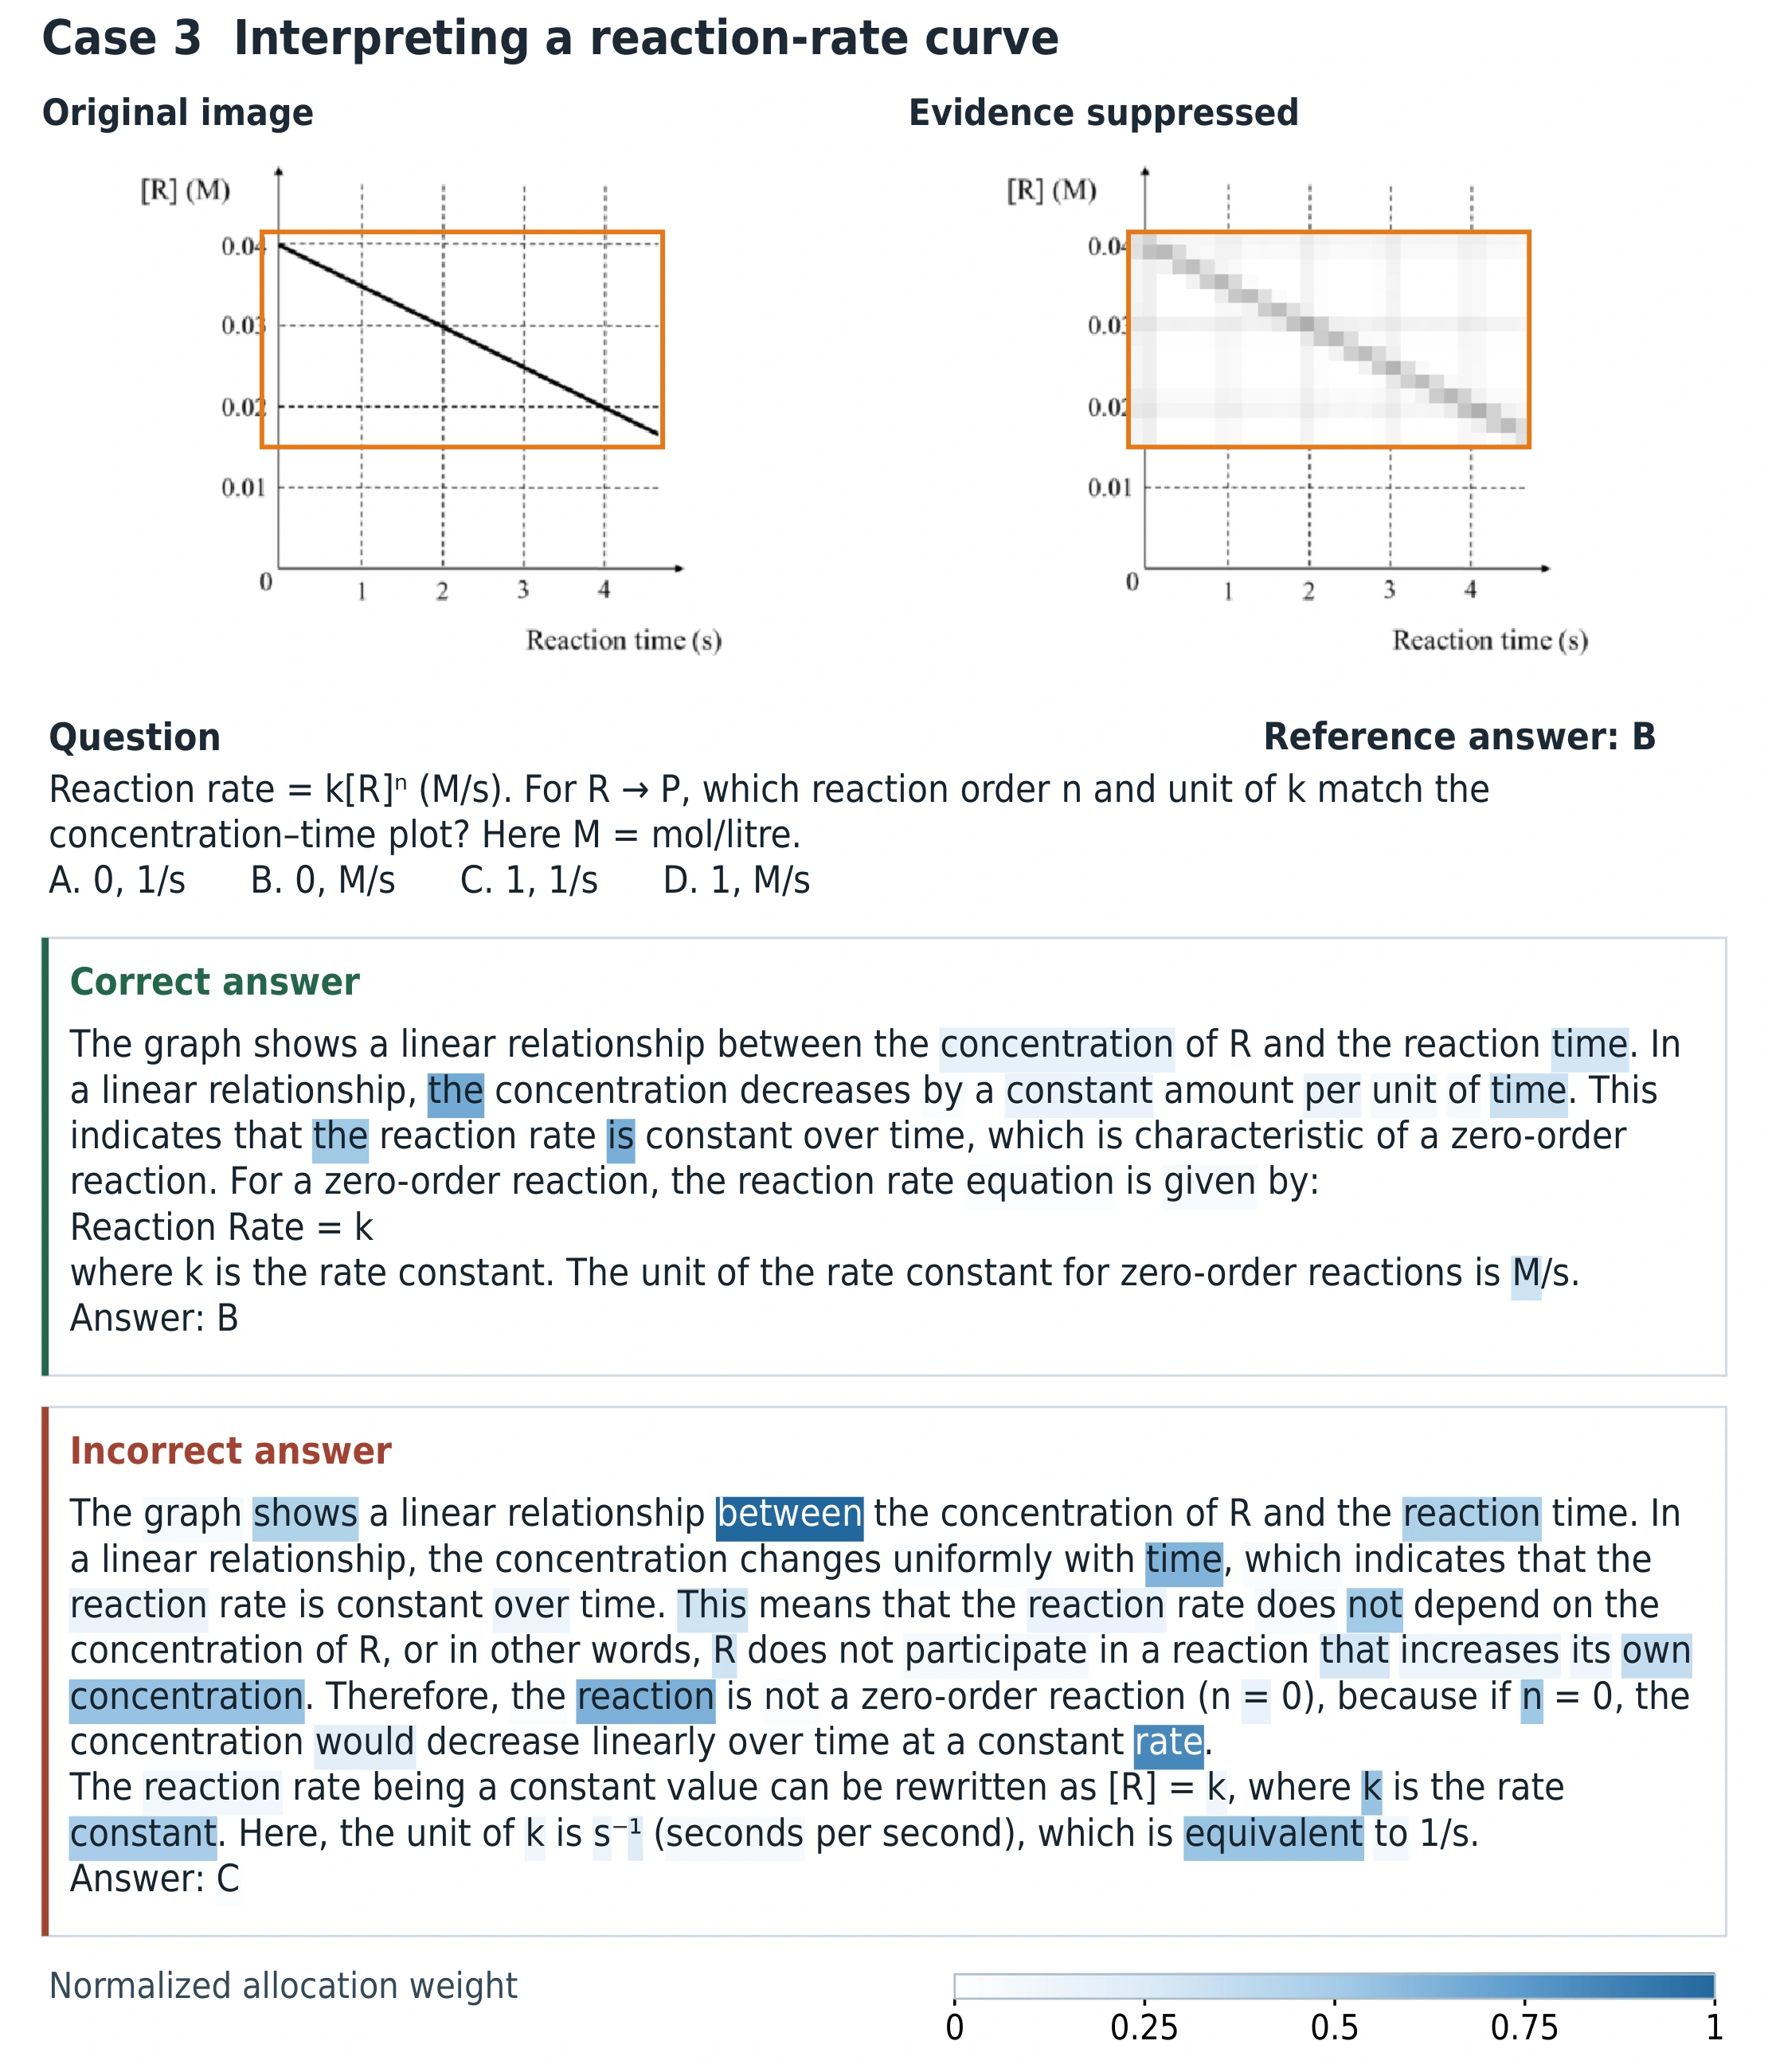 Case 3 Interpreting a reaction-rate curve
Original image
Evidence suppressed
[R] (M)
0.04
0.03
0.02
0.01
0
1 2 3 4
Reaction time (s)
[R] (M)
0.04
0.03
0.02
0.01
0
1 2 3 4
Reaction time (s)
Question
Reference answer: B
Reaction rate = k[R]ⁿ (M/s). For R → P, which reaction order n and unit of k match the
concentration–time plot? Here M = mol/litre.
A. 0, 1/s B. 0, M/s C. 1, 1/s D. 1, M/s
Correct answer
The graph shows a linear relationship between the concentration of R and the reaction time. In
a linear relationship, the concentration decreases by a constant amount per unit of time. This
indicates that the reaction rate is constant over time, which is characteristic of a zero-order
reaction. For a zero-order reaction, the reaction rate equation is given by:
Reaction Rate = k
where k is the rate constant. The unit of the rate constant for zero-order reactions is M/s.
Answer: B
Incorrect answer
The graph shows a linear relationship between the concentration of R and the reaction time. In
a linear relationship, the concentration changes uniformly with time, which indicates that the
reaction rate is constant over time. This means that the reaction rate does not depend on the
concentration of R, or in other words, R does not participate in a reaction that increases its own
concentration. Therefore, the reaction is not a zero-order reaction (n = 0), because if n = 0, the
concentration would decrease linearly over time at a constant rate.
The reaction rate being a constant value can be rewritten as [R] = k, where k is the rate
constant. Here, the unit of k is s⁻¹ (seconds per second), which is equivalent to 1/s.
Answer: C
Normalized allocation weight
0 0.25 0.5 0.75 1